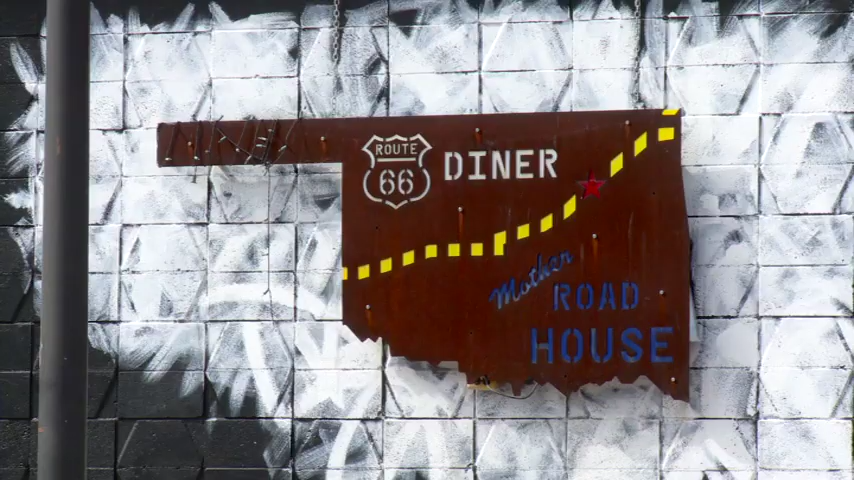 ROUTE
66
DINER
Mother
ROAD
HOUSE